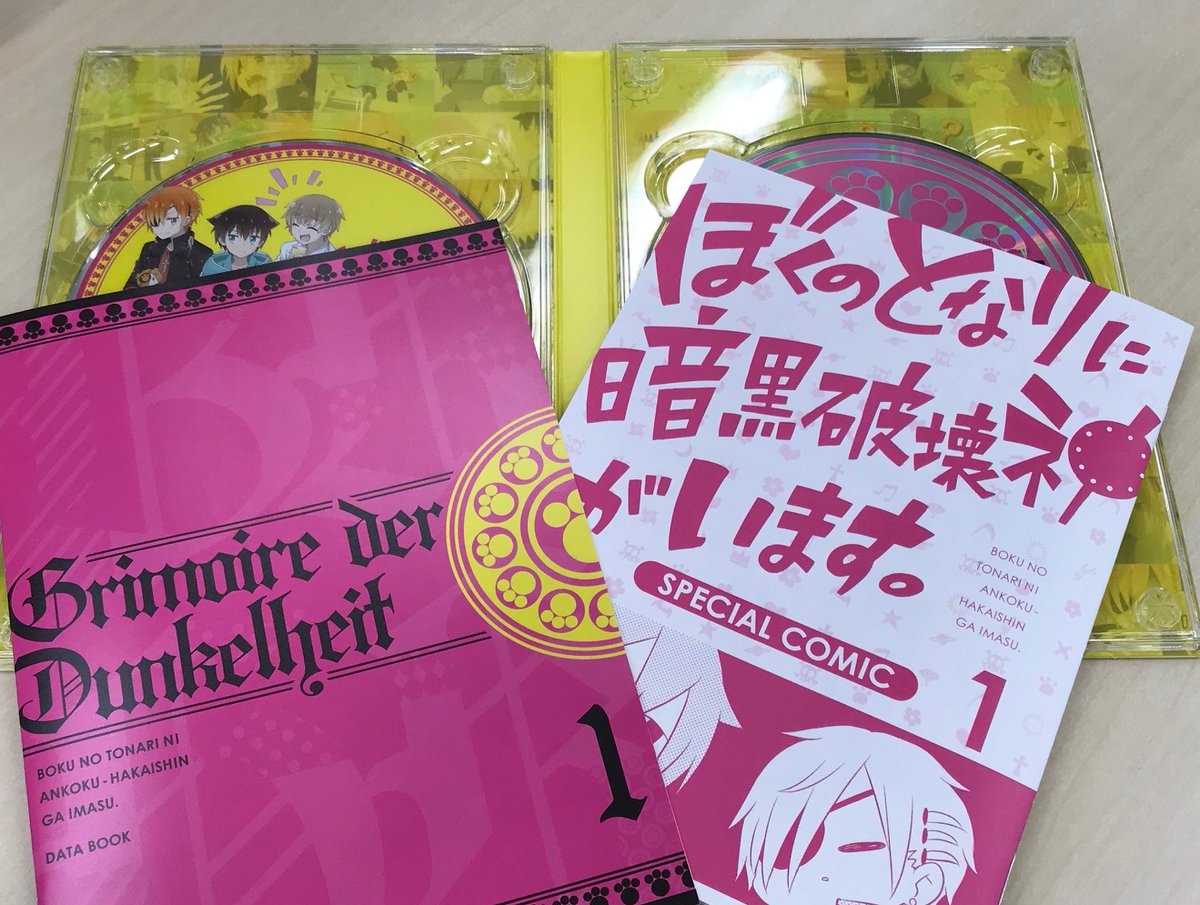 Grimoire der
Dunkelheit
BOKU NO TONARI NI
ANKOKU-HAKAISHIN
GA IMASU.
DATA BOOK
1
ぼくのとなりに
暗黒破壊神
がいます。
BOKU NO
TONARI NI
ANKOKU-
HAKAISHIN
GA IMASU.
SPECIAL COMIC
1